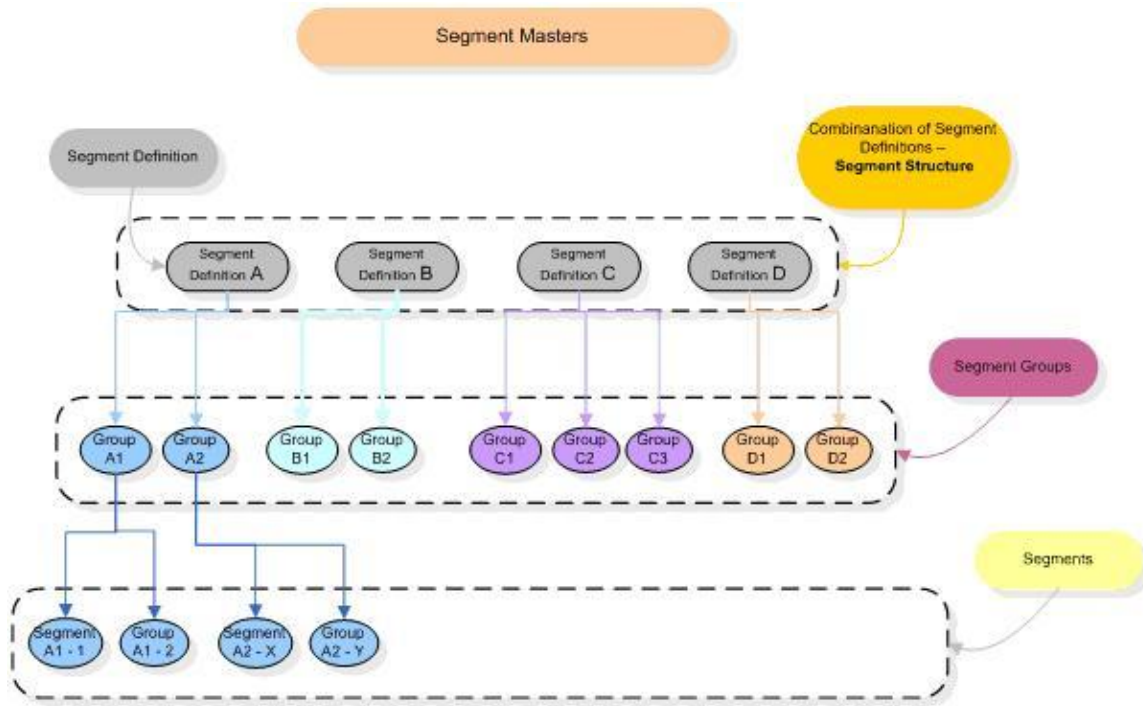 Segment Masters
Combinanation of Segment
Definitions –
Segment Structure
Segment Definition
Segment
Definition A
Segment
Definition B
Segment
Definition C
Segment
Definition D
Segment Groups
Group
A1
Group
A2
Group
B1
Group
B2
Group
C1
Group
C2
Group
C3
Group
D1
Group
D2
Segments
Segment
A1 - 1
Group
A1 - 2
Segment
A2 - X
Group
A2 - Y